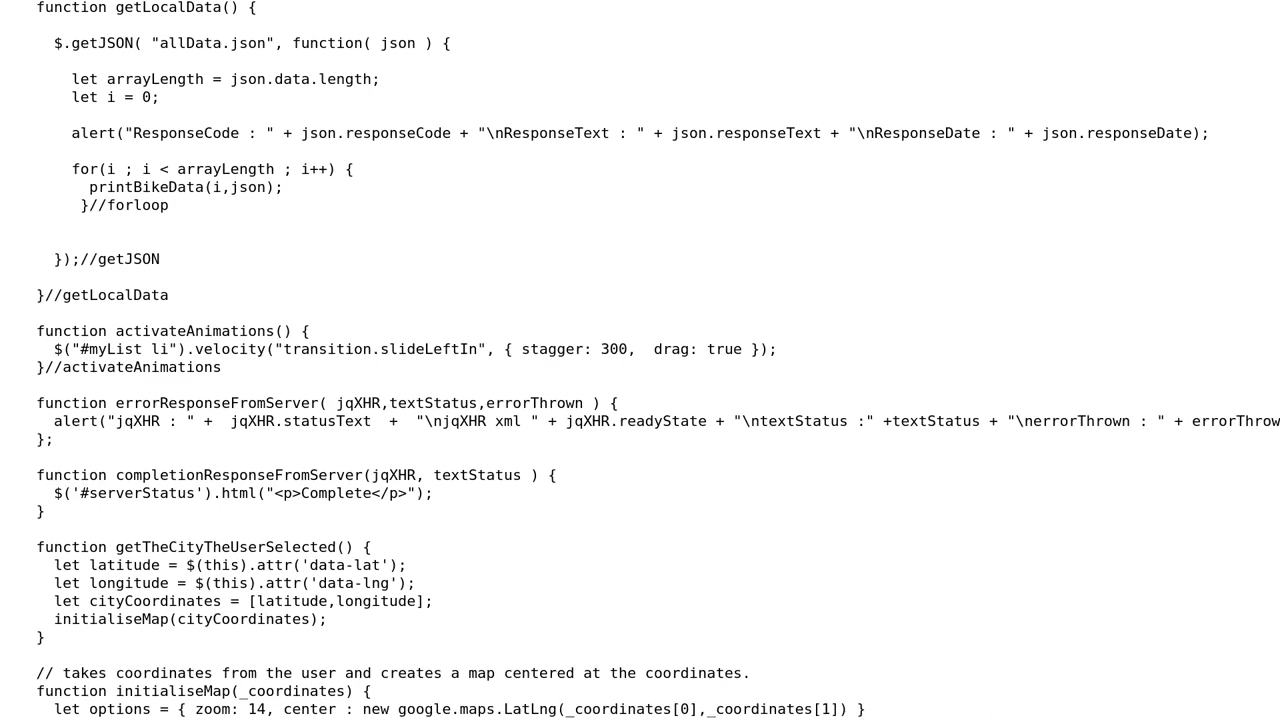 function getLocalData() {
$.getJSON( "allData.json", function( json ) {
let arrayLength = json.data.length;
let i = 0;
alert("ResponseCode : " + json.responseCode + "\nResponseText : " + json.responseText + "\nResponseDate : " + json.responseDate);
for(i ; i < arrayLength ; i++) {
printBikeData(i,json);
}//forloop
});//getJSON
}//getLocalData
function activateAnimations() {
$("#myList li").velocity("transition.slideLeftIn", { stagger: 300,  drag: true });
}//activateAnimations
function errorResponseFromServer( jqXHR,textStatus,errorThrown ) {
alert("jqXHR : " +  jqXHR.statusText  +  "\njqXHR xml " + jqXHR.readyState + "\ntextStatus :" +textStatus + "\nerrorThrown : " + errorThrow
};
function completionResponseFromServer(jqXHR, textStatus ) {
$('#serverStatus').html("<p>Complete</p>");
}
function getTheCityTheUserSelected() {
let latitude = $(this).attr('data-lat');
let longitude = $(this).attr('data-lng');
let cityCoordinates = [latitude,longitude];
initialiseMap(cityCoordinates);
}
// takes coordinates from the user and creates a map centered at the coordinates.
function initialiseMap(_coordinates) {
let options = { zoom: 14, center : new google.maps.LatLng(_coordinates[0],_coordinates[1]) }